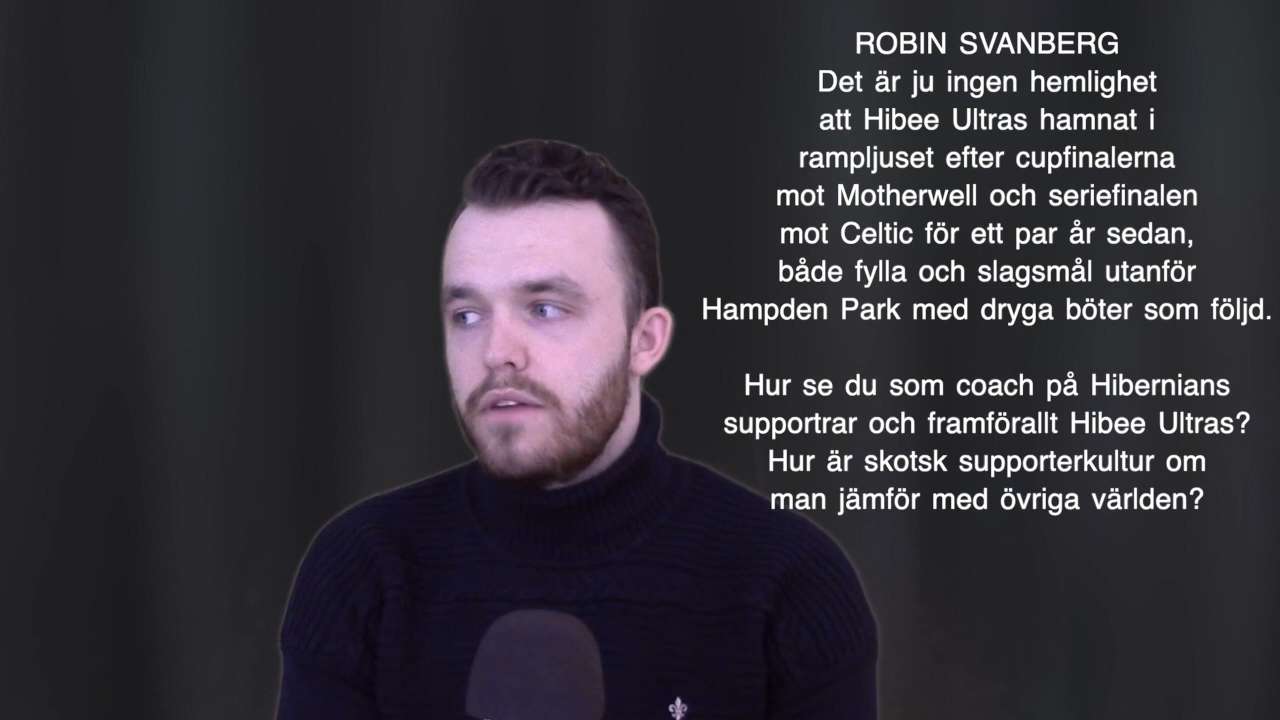 ROBIN SVANBERG
Det är ju ingen hemlighet
att Hibee Ultras hamnat i
rampljuset efter cupfinalerna
mot Motherwell och seriefinalen
mot Celtic för ett par år sedan,
både fylla och slagsmål utanför
Hampden Park med dryga böter som följd.
Hur se du som coach på Hibernians
supportrar och framförallt Hibee Ultras?
Hur är skotsk supporterkultur om
man jämför med övriga världen?